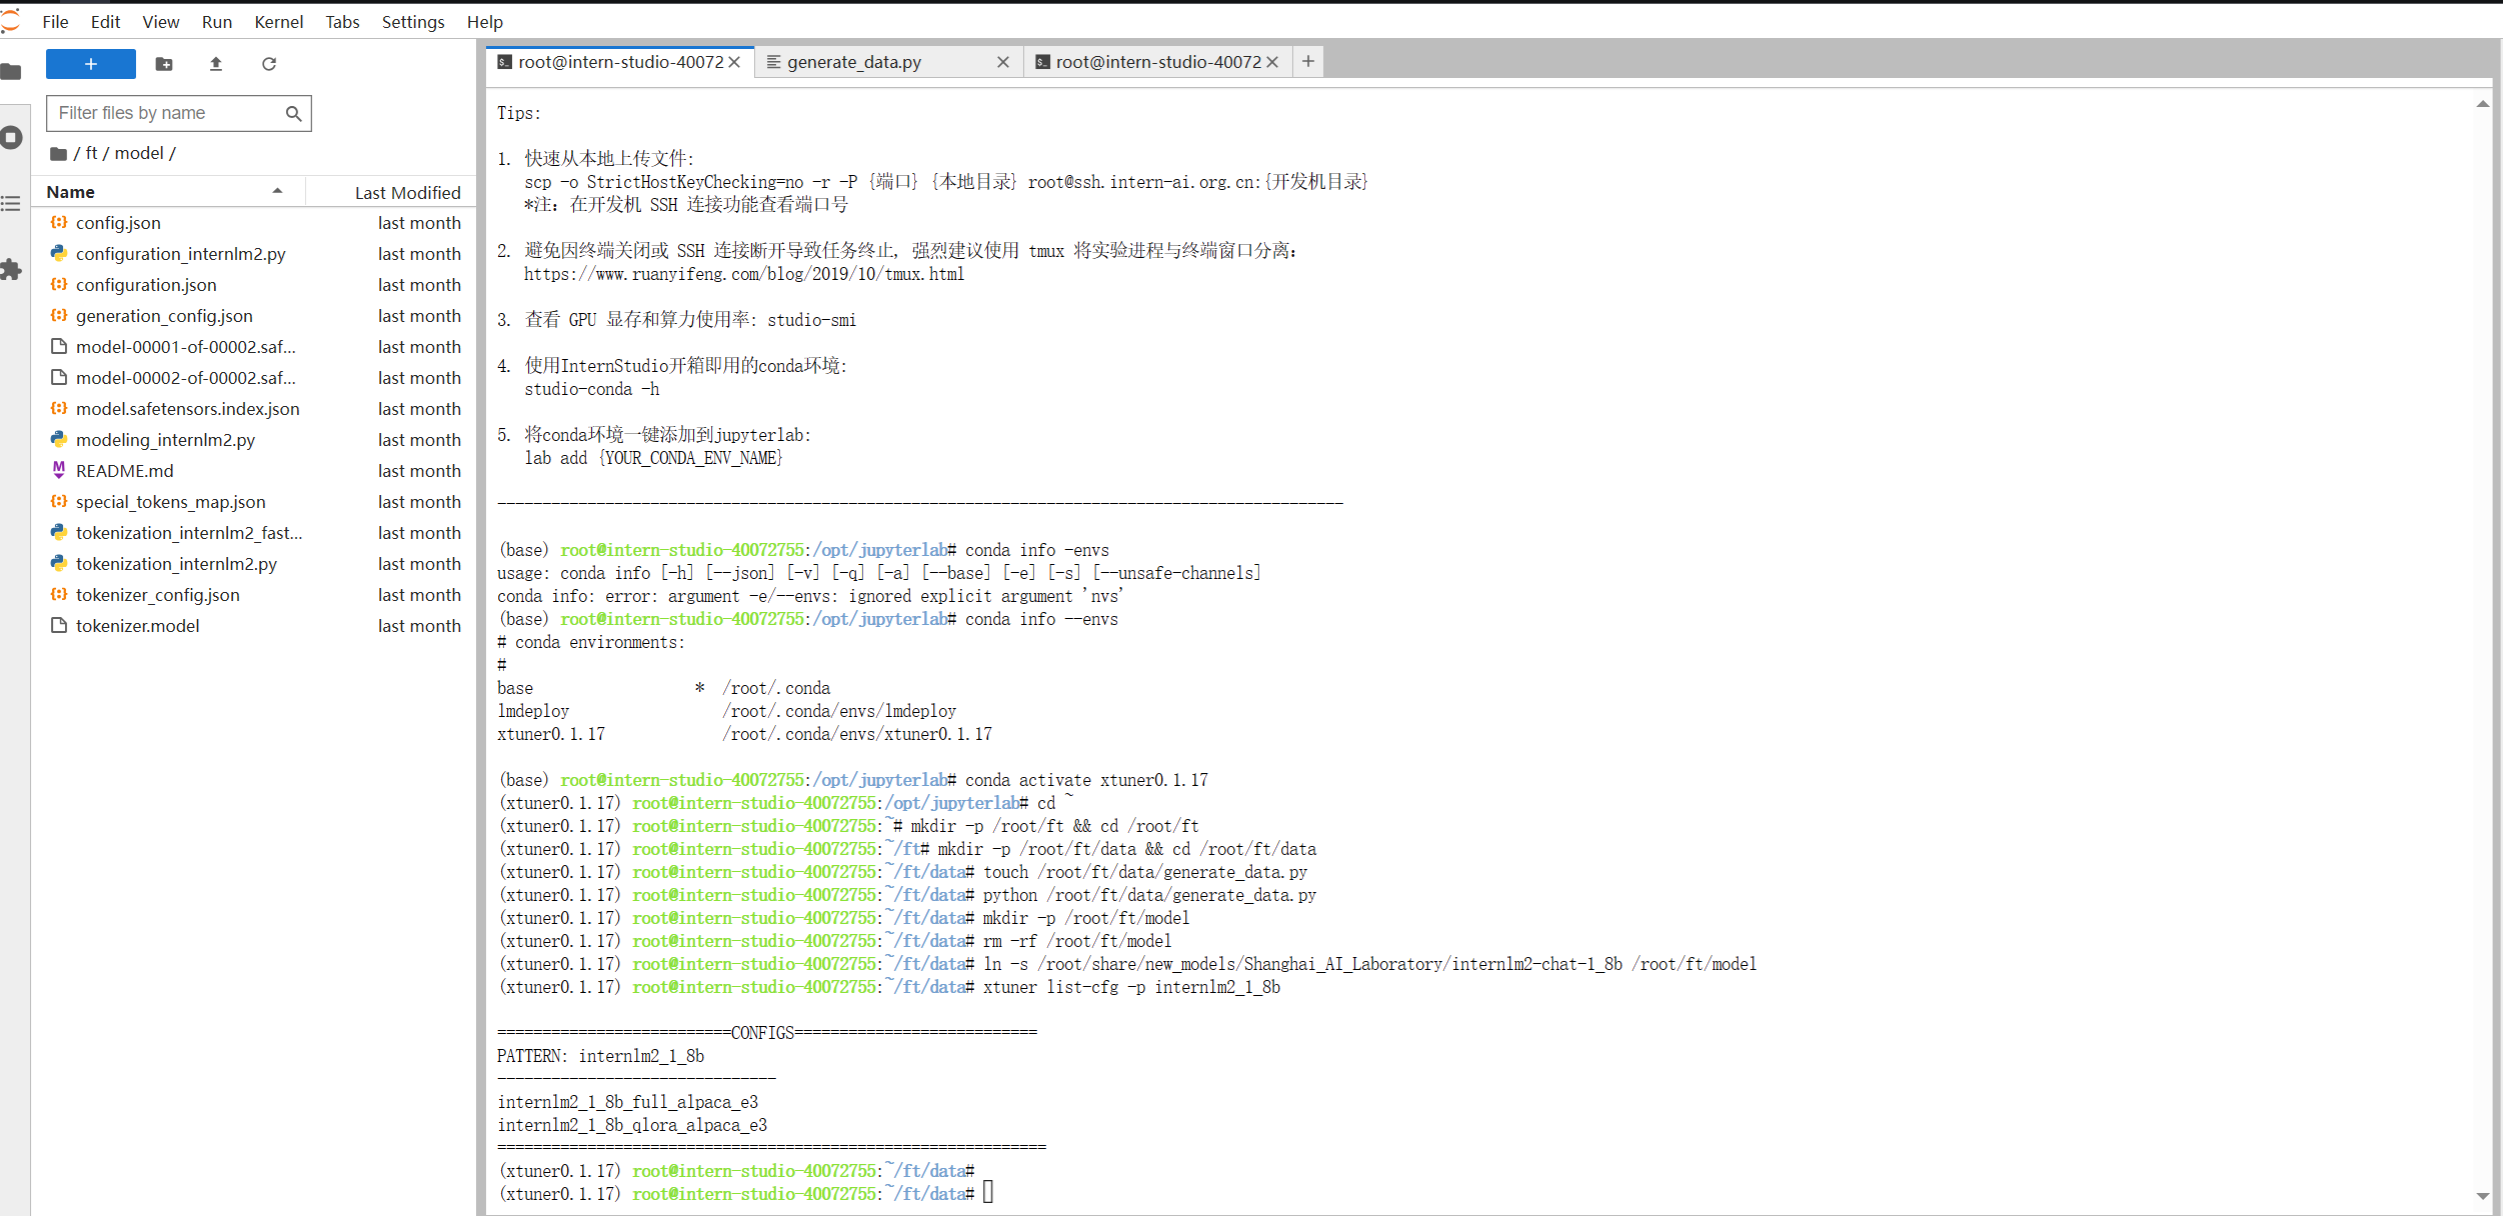 File Edit View Run Kernel Tabs Settings Help
+
Filter files by name
/ ft / model /
Name Last Modified
config.json last month
configuration_internlm2.py last month
configuration.json last month
generation_config.json last month
model-00001-of-00002.saf... last month
model-00002-of-00002.saf... last month
model.safetensors.index.json last month
modeling_internlm2.py last month
README.md last month
special_tokens_map.json last month
tokenization_internlm2_fast... last month
tokenization_internlm2.py last month
tokenizer_config.json last month
tokenizer.model last month
root@intern-studio-40072 generate_data.py root@intern-studio-40072 +
Tips:
1. 快速从本地上传文件:
scp -o StrictHostKeyChecking=no -r -P {端口} {本地目录} root@ssh.intern-ai.org.cn:{开发机目录}
*注：在开发机 SSH 连接功能查看端口号
2. 避免因终端关闭或 SSH 连接断开导致任务终止, 强烈建议使用 tmux 将实验进程与终端窗口分离:
https://www.ruanyifeng.com/blog/2019/10/tmux.html
3. 查看 GPU 显存和算力使用率: studio-smi
4. 使用InternStudio开箱即用的conda环境:
studio-conda -h
5. 将conda环境一键添加到jupyterlab:
lab add {YOUR_CONDA_ENV_NAME}
----------------------------------------------------------------------------------------------
(base) root@intern-studio-40072755:/opt/jupyterlab# conda info -envs
usage: conda info [-h] [--json] [-v] [-q] [-a] [--base] [-e] [-s] [--unsafe-channels]
conda info: error: argument -e/--envs: ignored explicit argument 'nvs'
(base) root@intern-studio-40072755:/opt/jupyterlab# conda info --envs
# conda environments:
#
base * /root/.conda
lmdeploy /root/.conda/envs/lmdeploy
xtuner0.1.17 /root/.conda/envs/xtuner0.1.17
(base) root@intern-studio-40072755:/opt/jupyterlab# conda activate xtuner0.1.17
(xtuner0.1.17) root@intern-studio-40072755:/opt/jupyterlab# cd ~
(xtuner0.1.17) root@intern-studio-40072755:~# mkdir -p /root/ft && cd /root/ft
(xtuner0.1.17) root@intern-studio-40072755:~/ft# mkdir -p /root/ft/data && cd /root/ft/data
(xtuner0.1.17) root@intern-studio-40072755:~/ft/data# touch /root/ft/data/generate_data.py
(xtuner0.1.17) root@intern-studio-40072755:~/ft/data# python /root/ft/data/generate_data.py
(xtuner0.1.17) root@intern-studio-40072755:~/ft/data# mkdir -p /root/ft/model
(xtuner0.1.17) root@intern-studio-40072755:~/ft/data# rm -rf /root/ft/model
(xtuner0.1.17) root@intern-studio-40072755:~/ft/data# ln -s /root/share/new_models/Shanghai_AI_Laboratory/internlm2-chat-1_8b /root/ft/model
(xtuner0.1.17) root@intern-studio-40072755:~/ft/data# xtuner list-cfg -p internlm2_1_8b
==========================CONFIGS===========================
PATTERN: internlm2_1_8b
-------------------------------
internlm2_1_8b_full_alpaca_e3
internlm2_1_8b_qlora_alpaca_e3
=============================================================
(xtuner0.1.17) root@intern-studio-40072755:~/ft/data#
(xtuner0.1.17) root@intern-studio-40072755:~/ft/data#